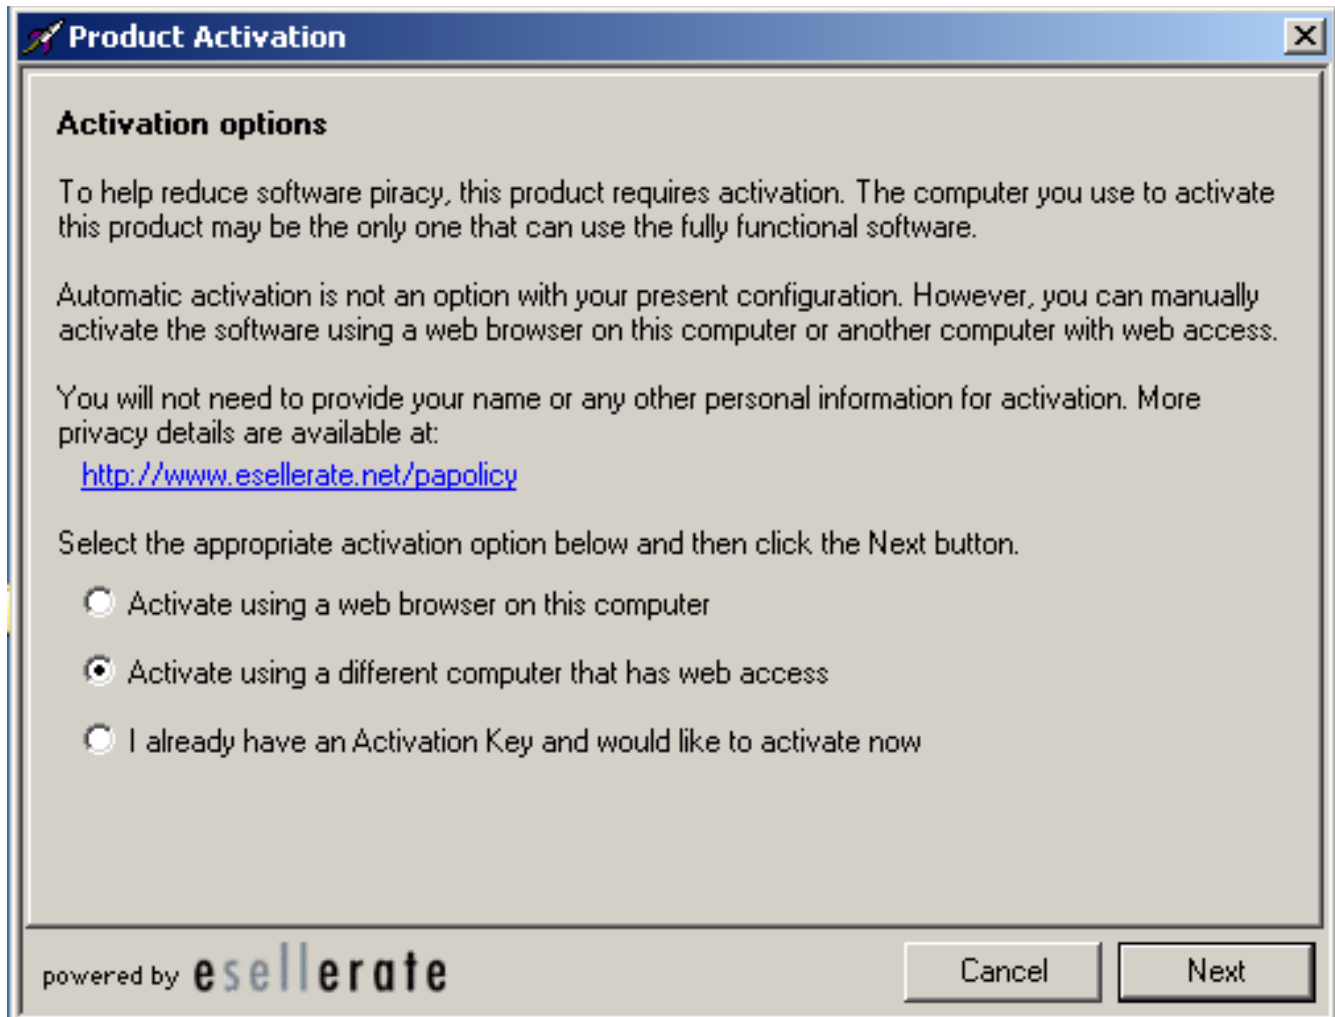 Product Activation
Activation options
To help reduce software piracy, this product requires activation. The computer you use to activate
this product may be the only one that can use the fully functional software.
Automatic activation is not an option with your present configuration. However, you can manually
activate the software using a web browser on this computer or another computer with web access.
You will not need to provide your name or any other personal information for activation. More
privacy details are available at:
http://www.esellerate.net/papolicy
Select the appropriate activation option below and then click the Next button.
Activate using a web browser on this computer
Activate using a different computer that has web access
I already have an Activation Key and would like to activate now
powered by esellerate
Cancel
Next